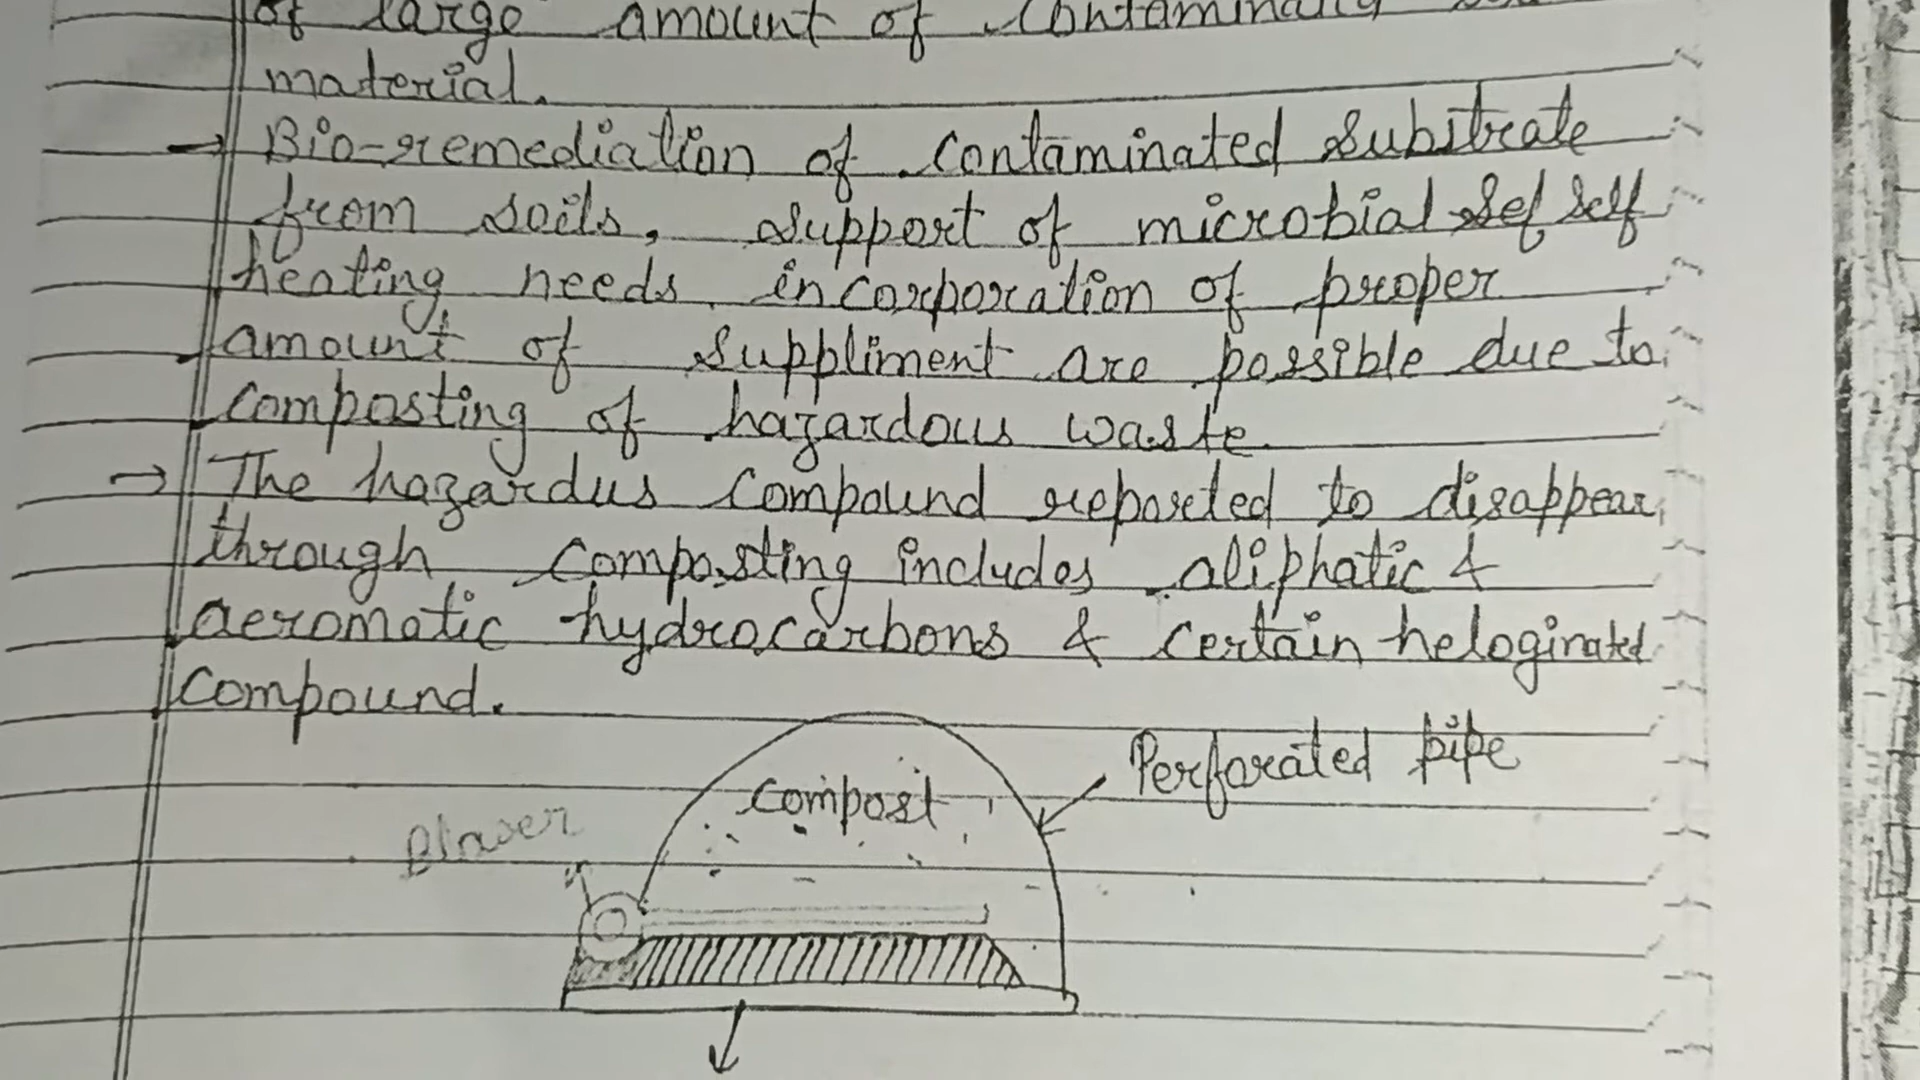 of large amount of
material.
→ Bio-remediation of contaminated substrate
from soils, support of microbial self
heating needs incorporation of proper
amount of suppliment are possible due to
composting of hazardous waste
→ The hazardus compound reported to disappear
through composting includes aliphatic &
aeromatic hydrocarbons & certain heloginated
compound.
Perforated pipe
compost
Blower